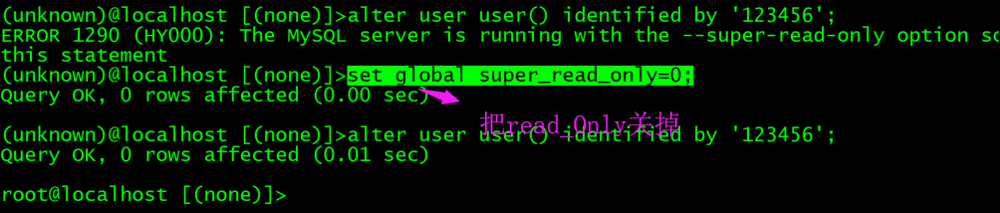 (unknown)@localhost [(none)]>alter user user() identified by '123456';
ERROR 1290 (HY000): The MySQL server is running with the --super-read-only option so
this statement
(unknown)@localhost [(none)]>set global super_read_only=0;
Query OK, 0 rows affected (0.00 sec)
把read Only关掉
(unknown)@localhost [(none)]>alter user user() identified by '123456';
Query OK, 0 rows affected (0.01 sec)
root@localhost [(none)]>